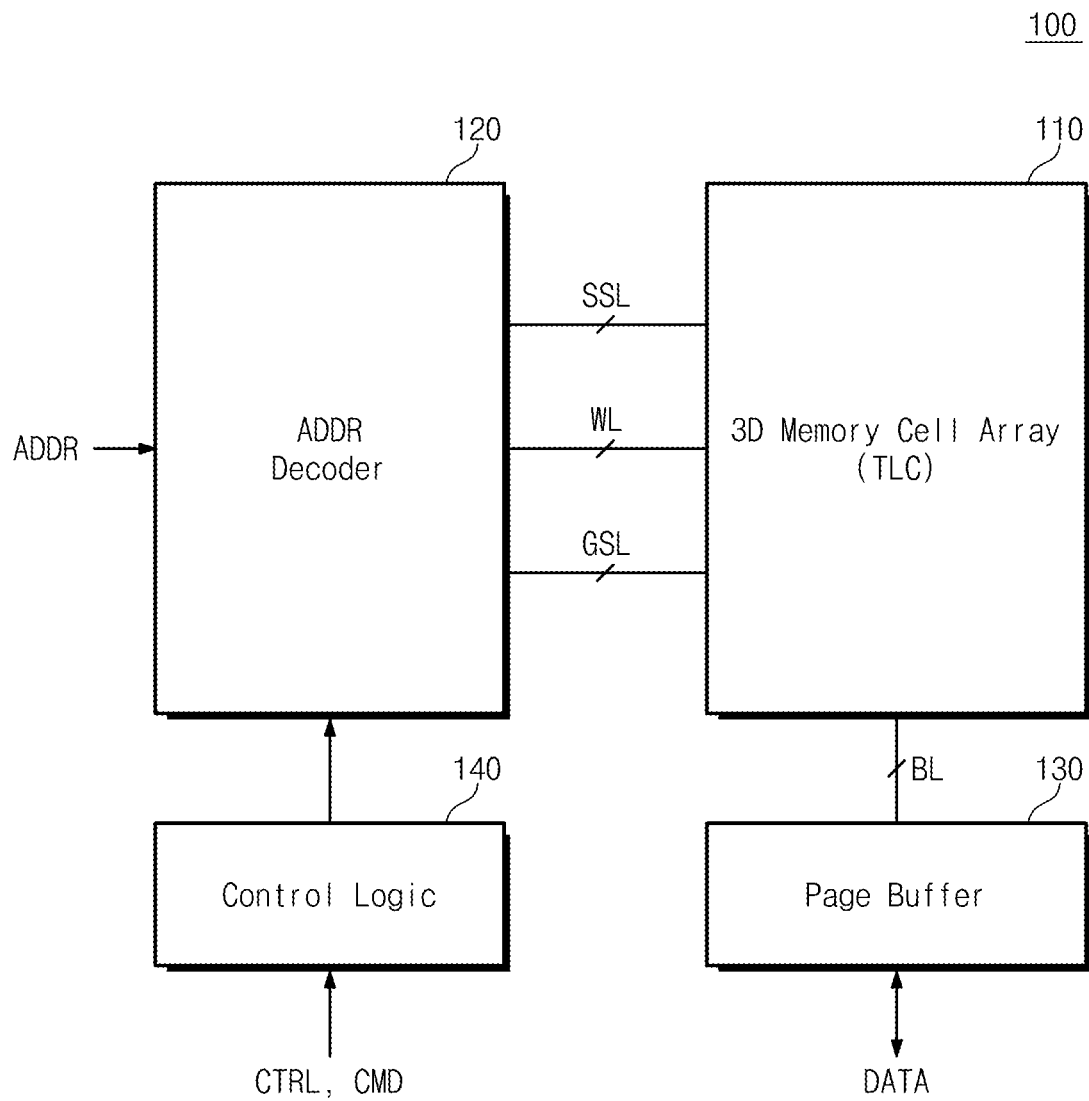 100
120
110
SSL
ADDR
ADDR
Decoder
WL
3D Memory Cell Array
(TLC)
GSL
140
BL
130
Control Logic
Page Buffer
CTRL, CMD
DATA